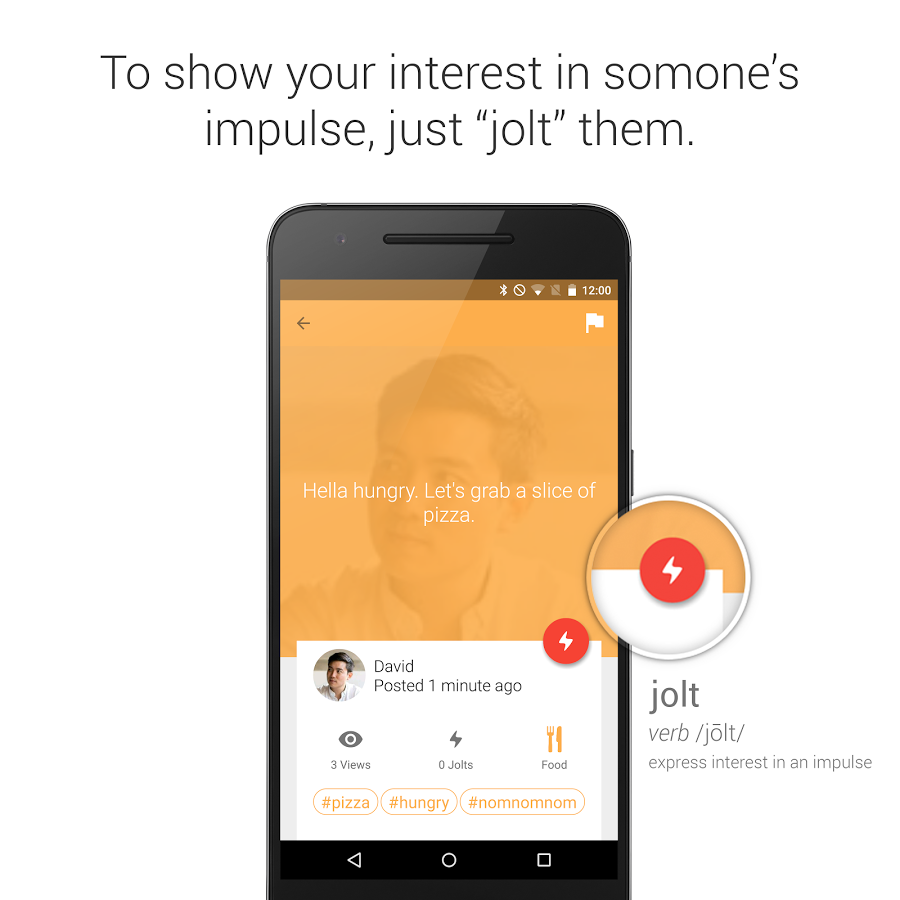 To show your interest in somone’s
impulse, just “jolt” them.
12:00
Hella hungry. Let's grab a slice of
pizza.
David
Posted 1 minute ago
3 Views
0 Jolts
Food
#pizza
#hungry
#nomnomnom
jolt
verb /jōlt/
express interest in an impulse